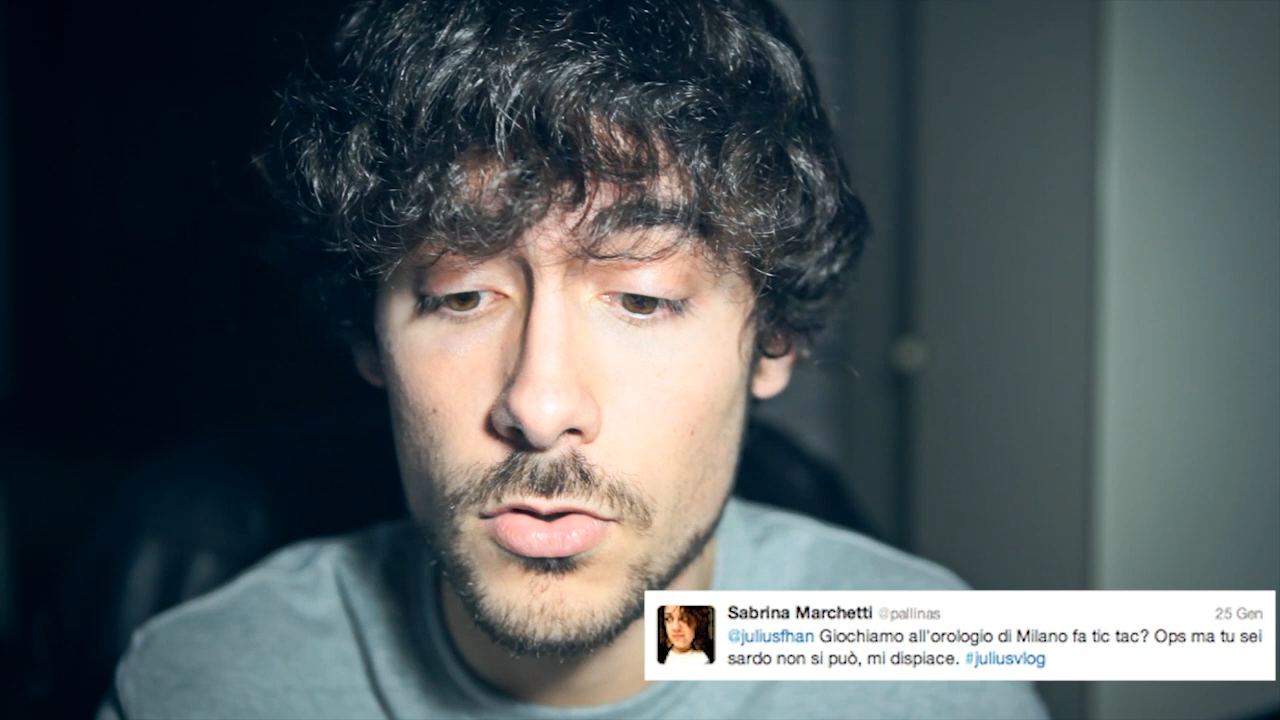 Sabrina Marchetti @pallinas 25 Gen
@juliusfhan Giochiamo all'orologio di Milano fa tic tac? Ops ma tu sei
sardo non si può, mi dispiace. #juliusvlog